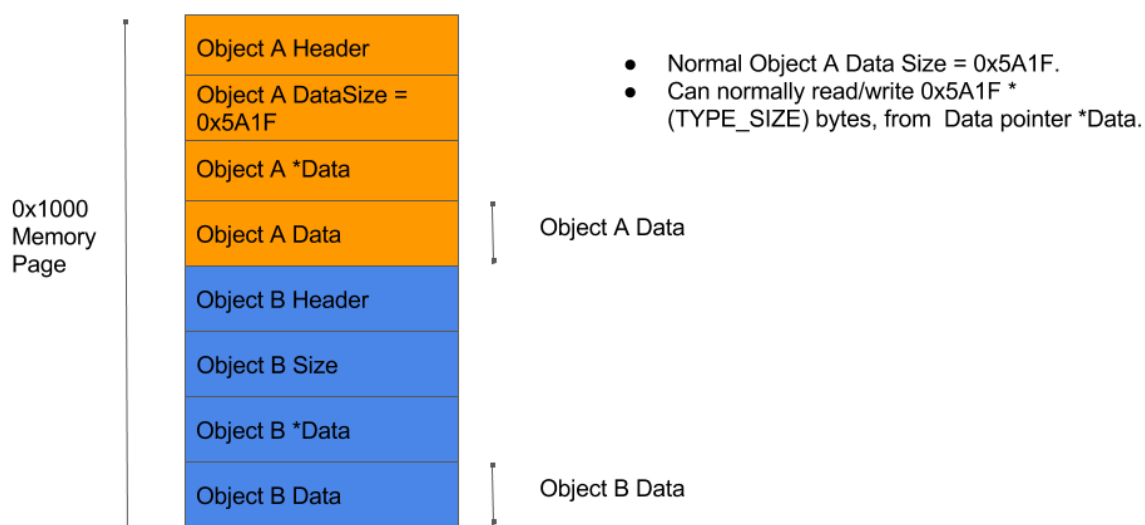 Object A Header
Object A DataSize =
0x5A1F
Object A *Data
Object A Data
Object B Header
Object B Size
Object B *Data
Object B Data
0x1000
Memory
Page
Object A Data
Object B Data
● Normal Object A Data Size = 0x5A1F.
● Can normally read/write 0x5A1F *
(TYPE_SIZE) bytes, from Data pointer *Data.